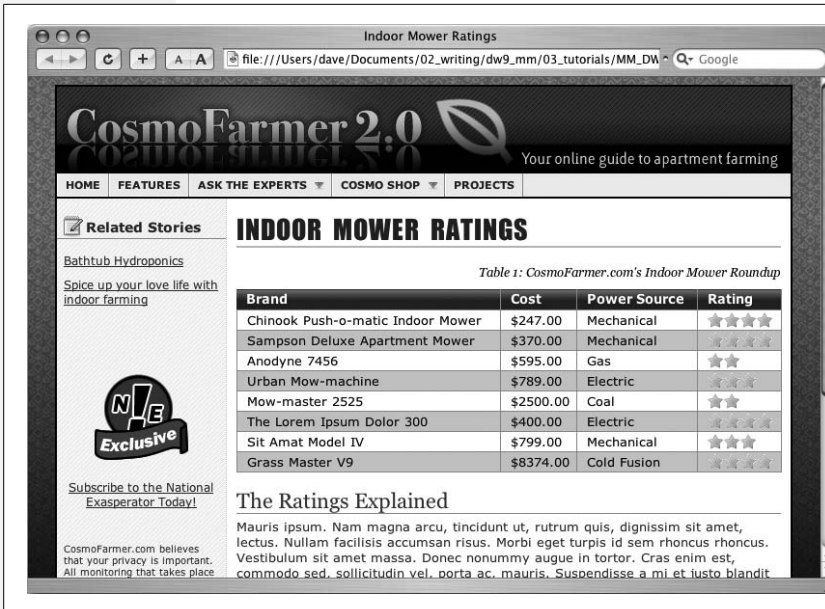 Indoor Mower Ratings
A A file:///Users/dave/Documents/02_writing/dw9_mm/03_tutorials/MM_DW Google
CosmoFarmer 2.0
Your online guide to apartment farming
HOME FEATURES ASK THE EXPERTS COSMO SHOP PROJECTS
Related Stories
Bathtub Hydroponics
Spice up your love life with
indoor farming
N!E
Exclusive
Subscribe to the National
Exasperator Today!
CosmoFarmer.com believes
that your privacy is important.
All monitoring that takes place
INDOOR MOWER RATINGS
Table 1: CosmoFarmer.com's Indoor Mower Roundup
Brand Cost Power Source Rating
Chinook Push-o-matic Indoor Mower $247.00 Mechanical
Sampson Deluxe Apartment Mower $370.00 Mechanical
Anodyne 7456 $595.00 Gas
Urban Mow-machine $789.00 Electric
Mow-master 2525 $2500.00 Coal
The Lorem Ipsum Dolor 300 $400.00 Electric
Sit Amat Model IV $799.00 Mechanical
Grass Master V9 $8374.00 Cold Fusion
The Ratings Explained
Mauris ipsum. Nam magna arcu, tincidunt ut, rutrum quis, dignissim sit amet,
lectus. Nullam facilisis accumsan risus. Morbi eget turpis id sem rhoncus rhoncus.
Vestibulum sit amet massa. Donec nonummy augue in tortor. Cras enim est,
commodo sed, sollicitudin vel, porta ac, mauris. Suspendisse a mi et justo blandit